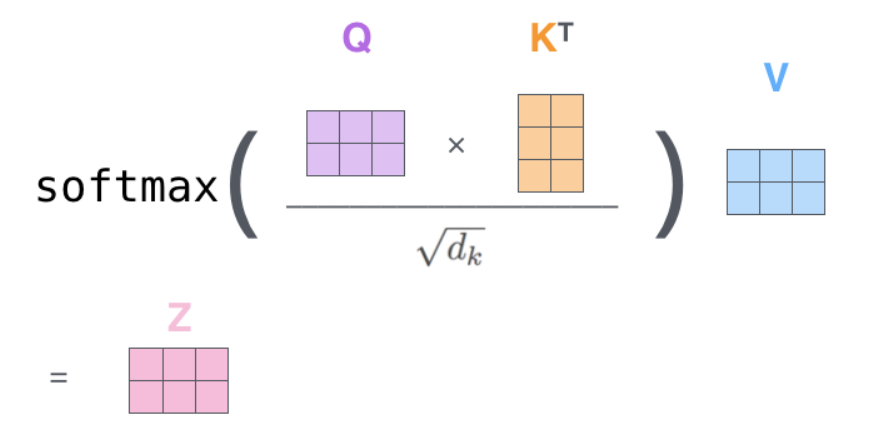 Q × Kᵀ
V
softmax ( ) 
√dₖ
Z
=